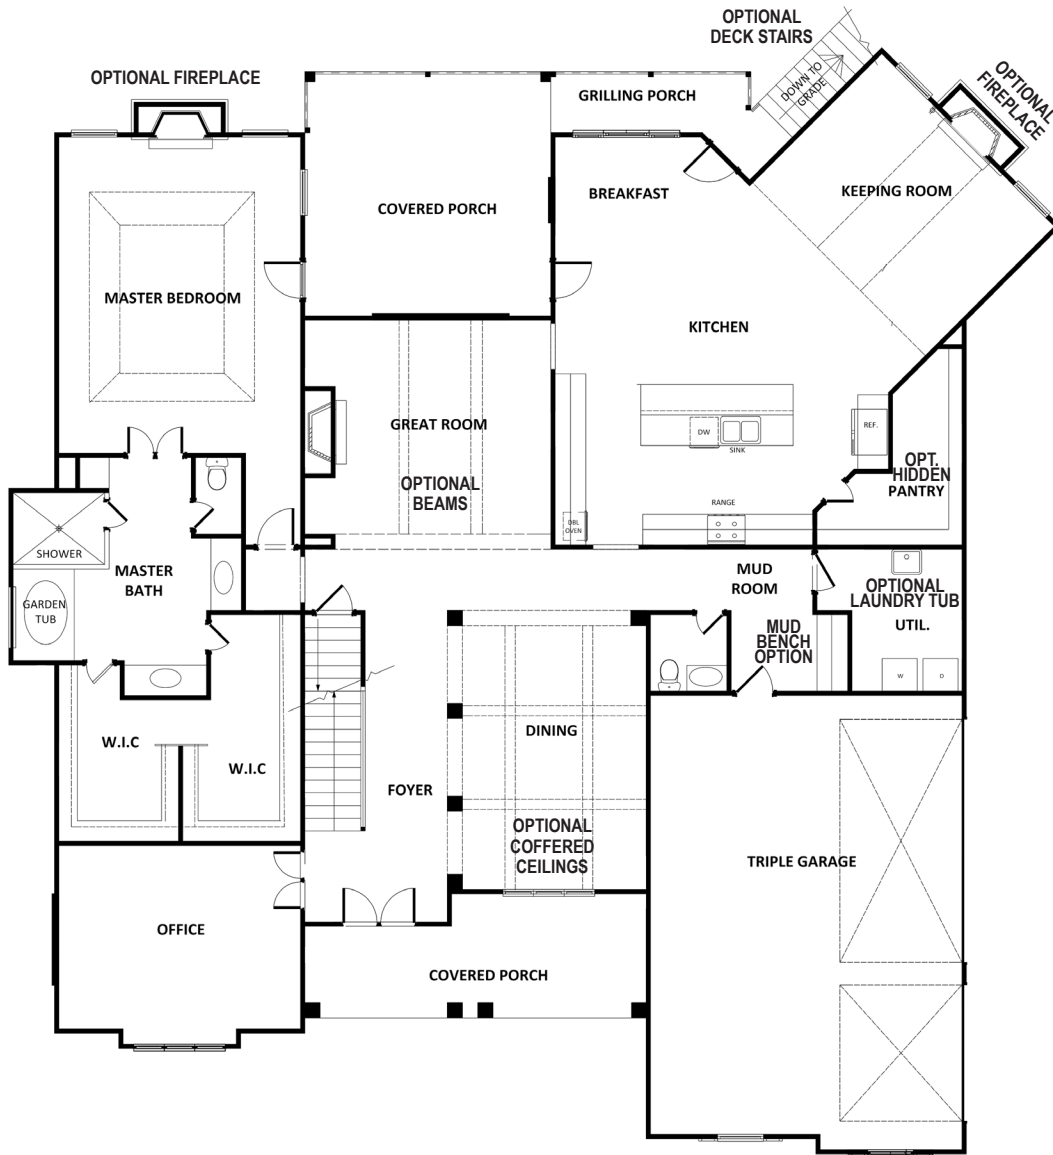 OPTIONAL
DECK STAIRS
OPTIONAL FIREPLACE
OPTIONAL
FIREPLACE
DOWN TO
GRADE
GRILLING PORCH
BREAKFAST
KEEPING ROOM
COVERED PORCH
MASTER BEDROOM
KITCHEN
GREAT ROOM
OPTIONAL
BEAMS
DW
SINK
REF.
OPT.
HIDDEN
PANTRY
RANGE
DBL
OVEN
SHOWER
MASTER
BATH
GARDEN
TUB
MUD
ROOM
OPTIONAL
LAUNDRY TUB
UTIL.
MUD
BENCH
OPTION
W
D
W.I.C
W.I.C
DINING
FOYER
OPTIONAL
COFFERED
CEILINGS
TRIPLE GARAGE
OFFICE
COVERED PORCH